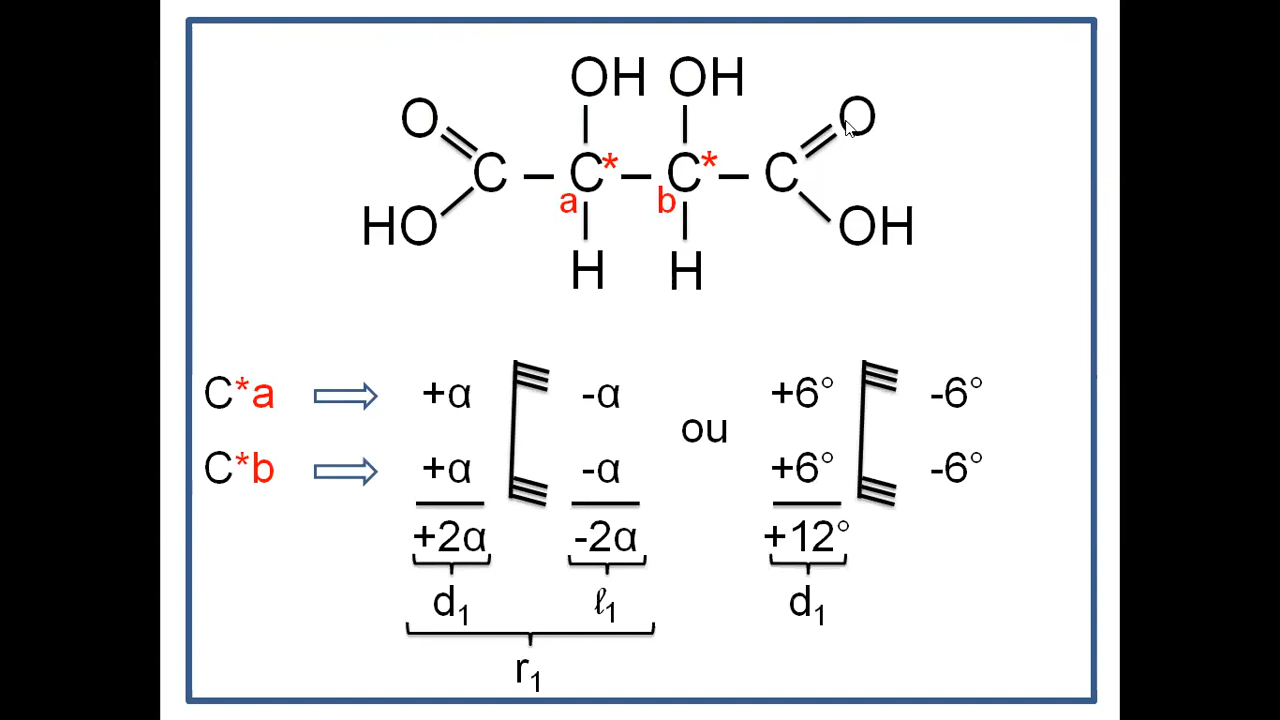 OH OH
O O
C – C* – C* – C
a b
HO OH
H H
C*a ⇒ +α -α +6° -6°
ou
C*b ⇒ +α -α +6° -6°
+2α -2α +12°
d₁ ℓ₁ d₁
r₁